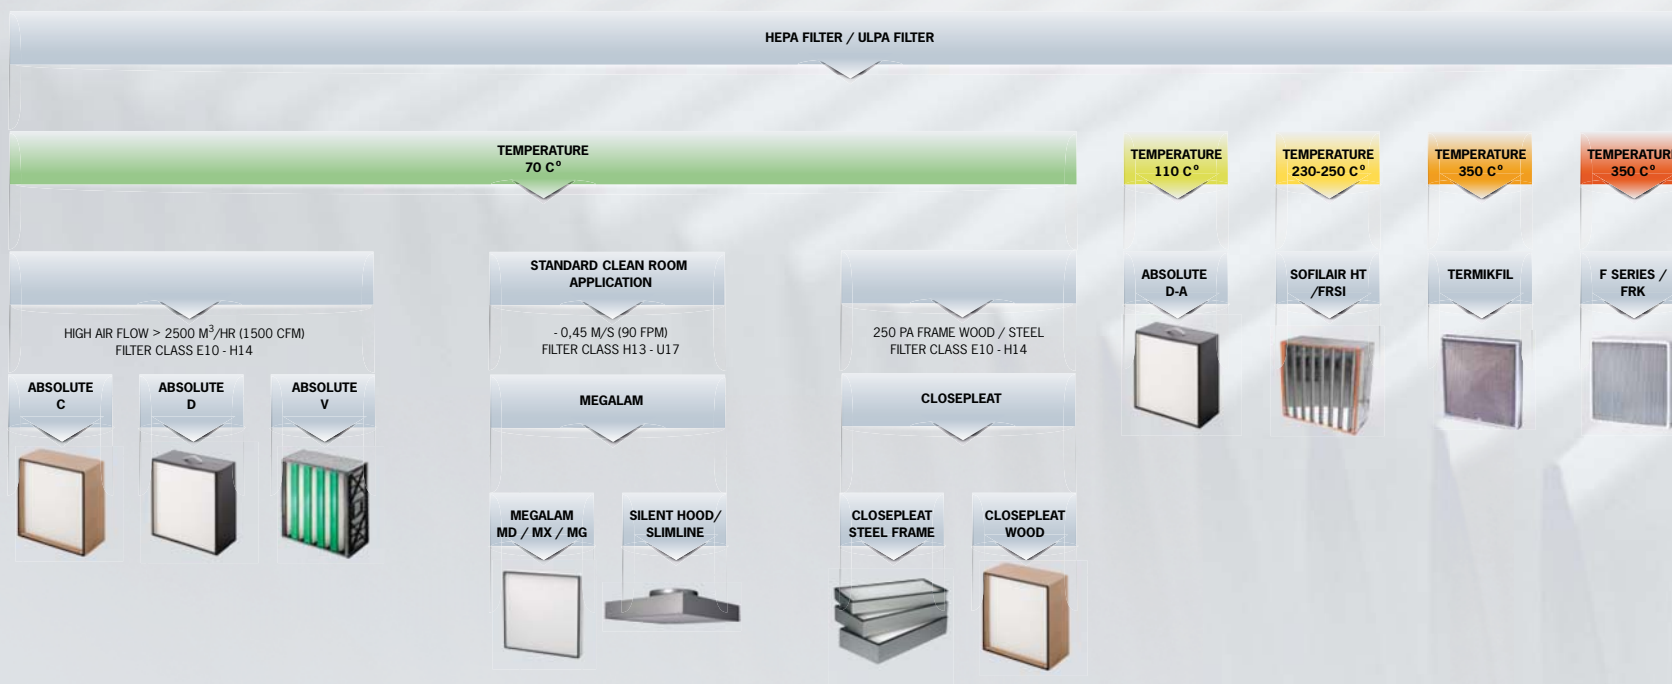 HEPA FILTER / ULPA FILTER
TEMPERATURE
70 C°
TEMPERATURE
110 C°
TEMPERATURE
230-250 C°
TEMPERATURE
350 C°
TEMPERATURE
350 C°
STANDARD CLEAN ROOM
APPLICATION
ABSOLUTE
D-A
SOFILAIR HT
/FRSI
TERMIKFIL
F SERIES /
FRK
HIGH AIR FLOW > 2500 M³/HR (1500 CFM)
FILTER CLASS E10 - H14
- 0,45 M/S (90 FPM)
FILTER CLASS H13 - U17
250 PA FRAME WOOD / STEEL
FILTER CLASS E10 - H14
ABSOLUTE
C
ABSOLUTE
D
ABSOLUTE
V
MEGALAM
CLOSEPLEAT
MEGALAM
MD / MX / MG
SILENT HOOD/
SLIMLINE
CLOSEPLEAT
STEEL FRAME
CLOSEPLEAT
WOOD